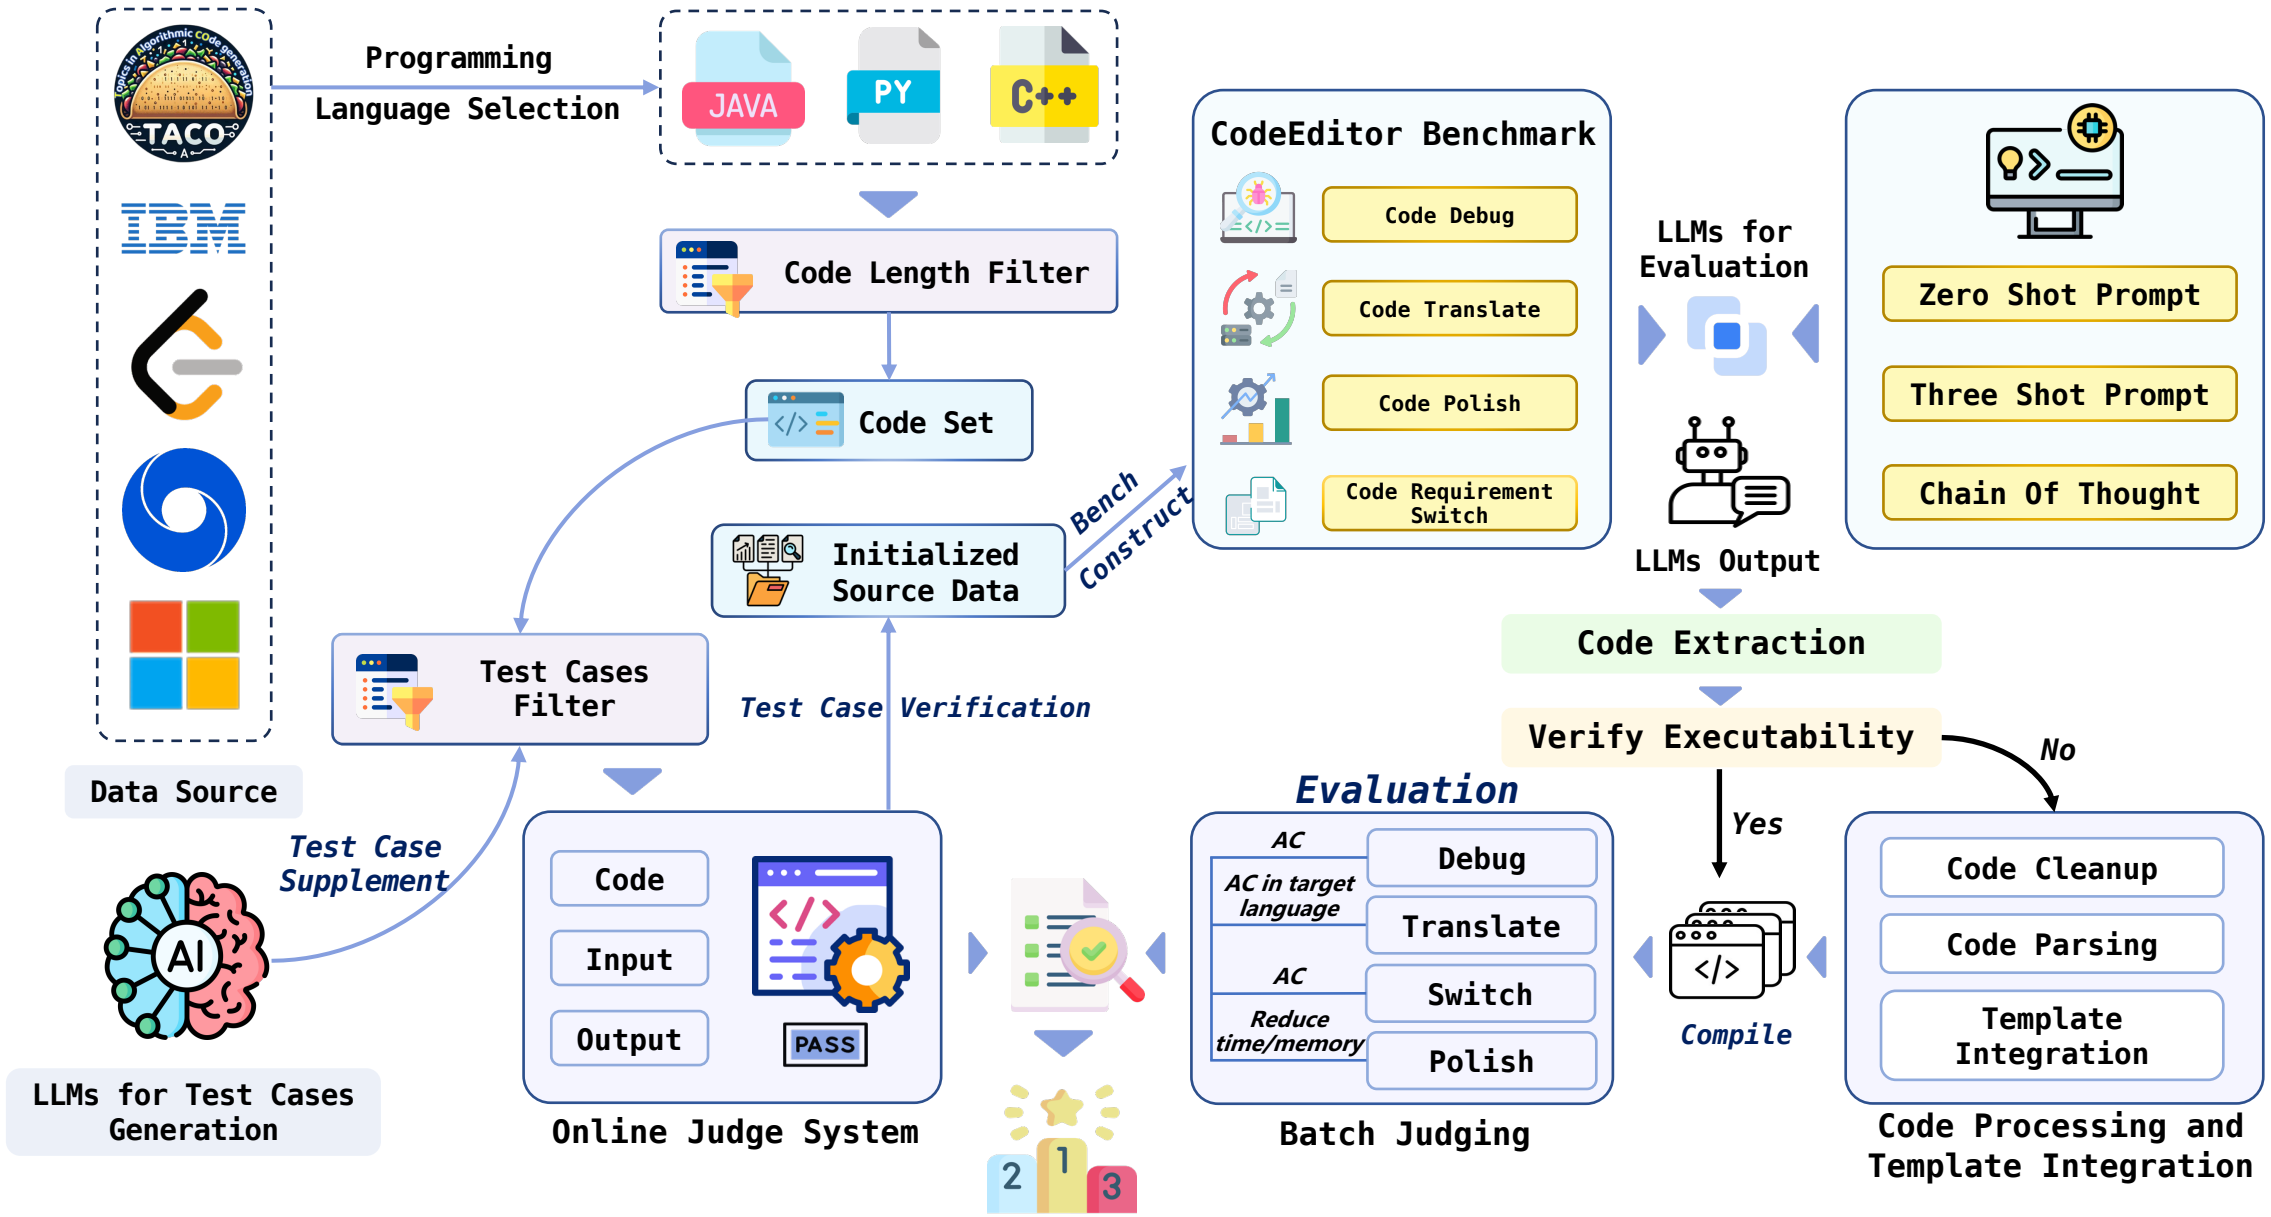 Topics in Algorithmic COde generation
TACO
A
IBM
Data Source
AI
LLMs for Test Cases
Generation
Programming
Language Selection
JAVA
PY
C++
Code Length Filter
</>
Code Set
Initialized
Source Data
Bench
Construct
Test Cases
Filter
Test Case Verification
Test Case
Supplement
Code
Input
Output
</>
PASS
Online Judge System
2
1
3
CodeEditor Benchmark
</>
Code Debug
Code Translate
Code Polish
Code Requirement
Switch
LLMs for
Evaluation
LLMs Output
Zero Shot Prompt
Three Shot Prompt
Chain Of Thought
Code Extraction
Verify Executability
No
Yes
Evaluation
AC
Debug
AC in target
language
Translate
AC
Switch
Reduce
time/memory
Polish
Batch Judging
</>
Compile
Code Cleanup
Code Parsing
Template
Integration
Code Processing and
Template Integration